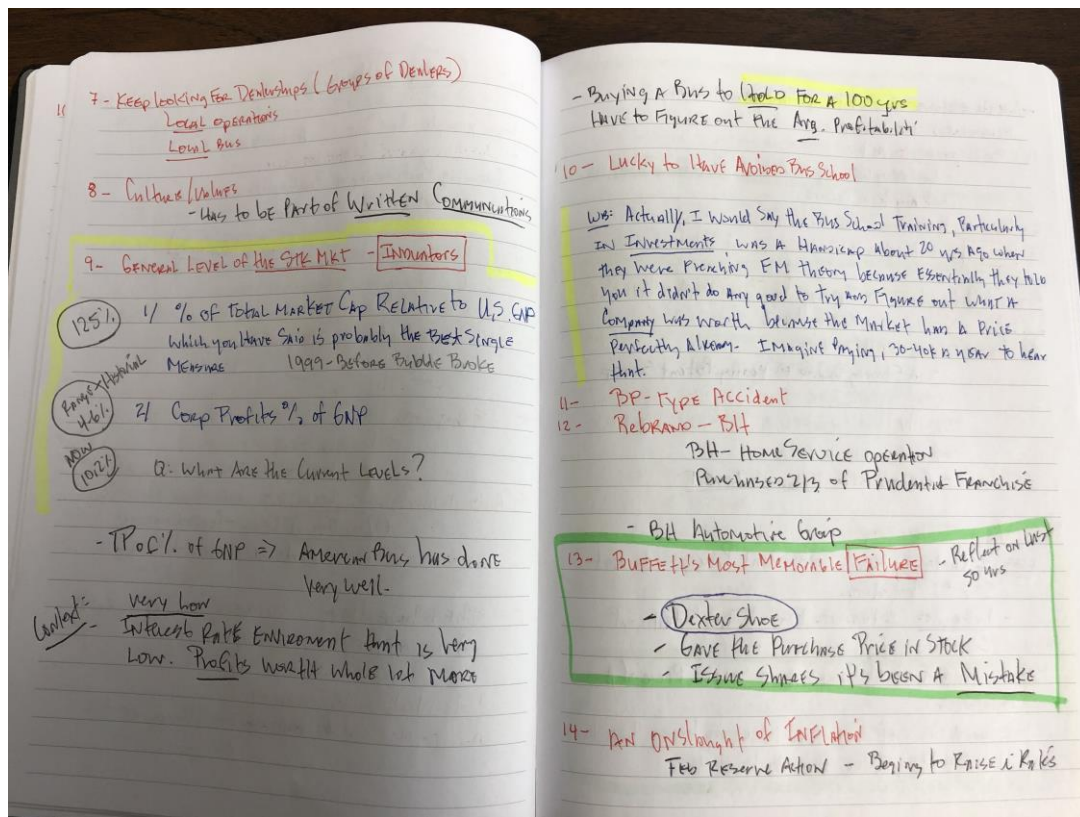 7 - Keep looking For Dealerships (Groups of Dealers)
Local operations
Local Bus
8 - Culture/Values
- Has to be Part of Written Communications
9 - General Level of the Stk Mkt - Indicators
125%
1/ % of Total Market Cap Relative to U.S. GNP
which you Have Said is probably the Best Single
Measure 1999 - Before Bubble Broke
Range Historical
4-6%
2/ Corp Profits % of GNP
Now
10.2%
Q: What Are the Current Levels?
% of GNP => American Bus has done
Very well.
Context:
very low
- Interest Rate Enviroment that is very
Low. Profits worth whole lot more
- Buying A Bus to Hold For A 100 yrs
Have to Figure out the Avg. Profitabiliti
10 - Lucky to Have Avoided Bus School
WB: Actually, I would say the Bus School Training, Particularly
in Investments was a Handicap About 20 yrs Ago when
they were Preaching EM theory because Essentially they told
you it didn't do any good to Try and Figure out what A
Company was worth because the Market has a Price
Perfectly Already. Imagine Paying, 30-40k a year to hear
that.
11- BP-Type Accident
12 - Rebrand - BH
BH - Home Service operation
Purchased 2/3 of Prudential Franchise
- BH Automotive Group
13- Buffett's Most Memorable Failure - Reflect on Last
50 yrs
- Dexter Shoe
- Gave the Purchase Price in Stock
- Issue Shares it's been a Mistake
14- An Onslaught of Inflation
Fed Reserve Action - Begins to Raise i Rates